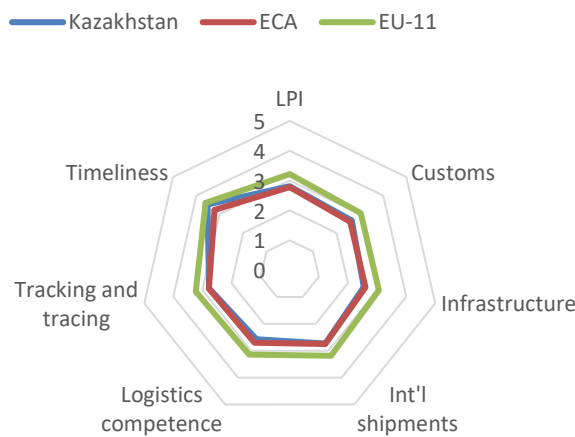 Kazakhstan ECA EU-11
LPI
5
4
3
2
1
0
Timeliness
Customs
Tracking and
tracing
Infrastructure
Logistics
competence
Int'l
shipments